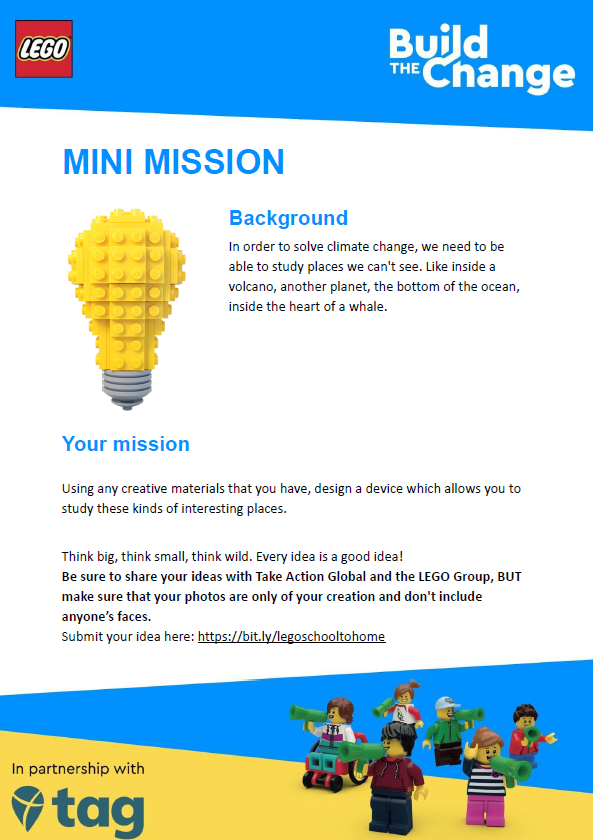 LEGO
Build
THE Change
MINI MISSION
Background
In order to solve climate change, we need to be
able to study places we can't see. Like inside a
volcano, another planet, the bottom of the ocean,
inside the heart of a whale.
Your mission
Using any creative materials that you have, design a device which allows you to
study these kinds of interesting places.
Think big, think small, think wild. Every idea is a good idea!
Be sure to share your ideas with Take Action Global and the LEGO Group, BUT
make sure that your photos are only of your creation and don't include
anyone’s faces.
Submit your idea here: https://bit.ly/legoschooltohome
In partnership with
tag